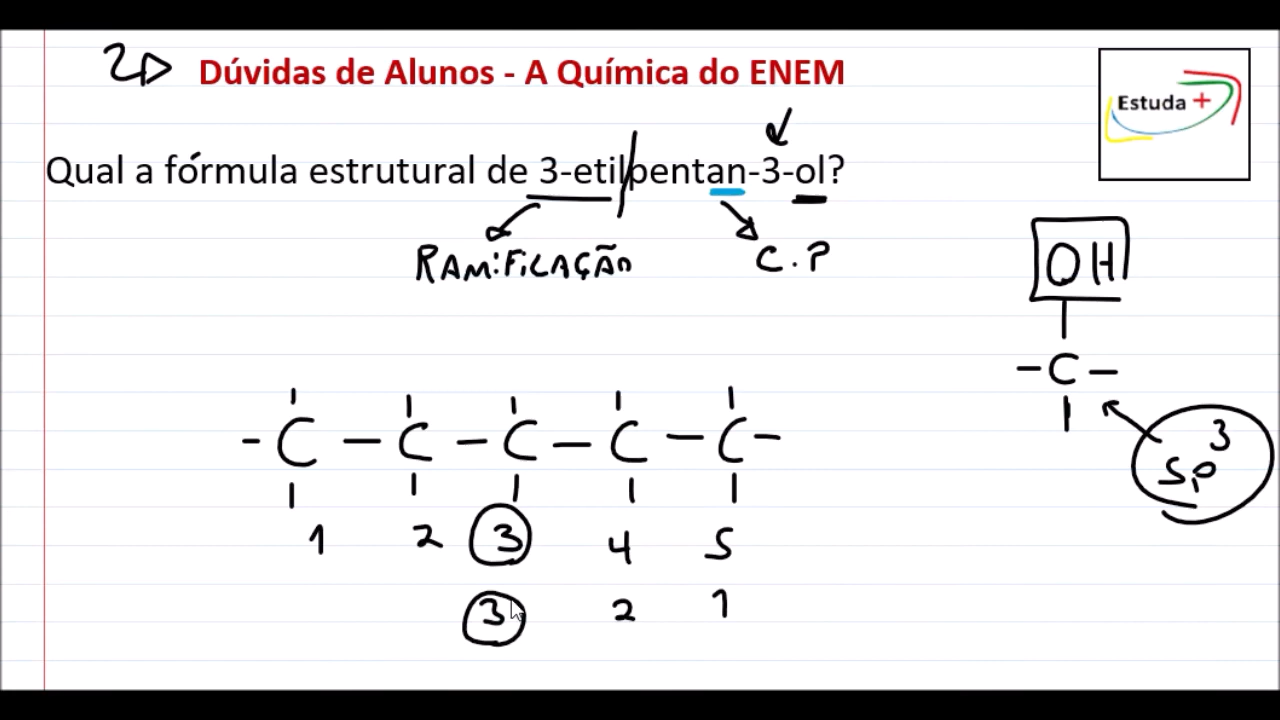 2 Dúvidas de Alunos - A Química do ENEM
Estuda +
Qual a fórmula estrutural de 3-etilpentan-3-ol?
RAMiFiCAÇÃO
C.P
OH
- C -
- C - C - C - C - C -
SP3
1 2 3 4 5
3 2 1